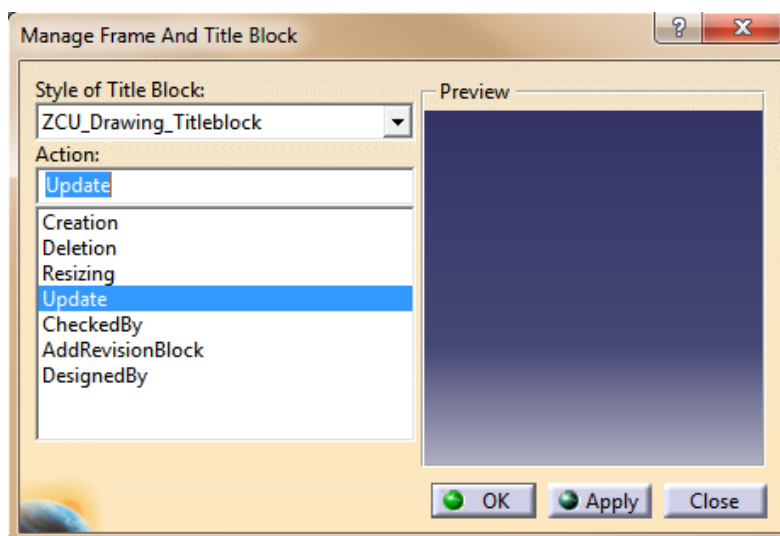 Manage Frame And Title Block
?
X
Style of Title Block:
ZCU_Drawing_Titleblock
Action:
Update
Creation
Deletion
Resizing
Update
CheckedBy
AddRevisionBlock
DesignedBy
Preview
OK Apply Close